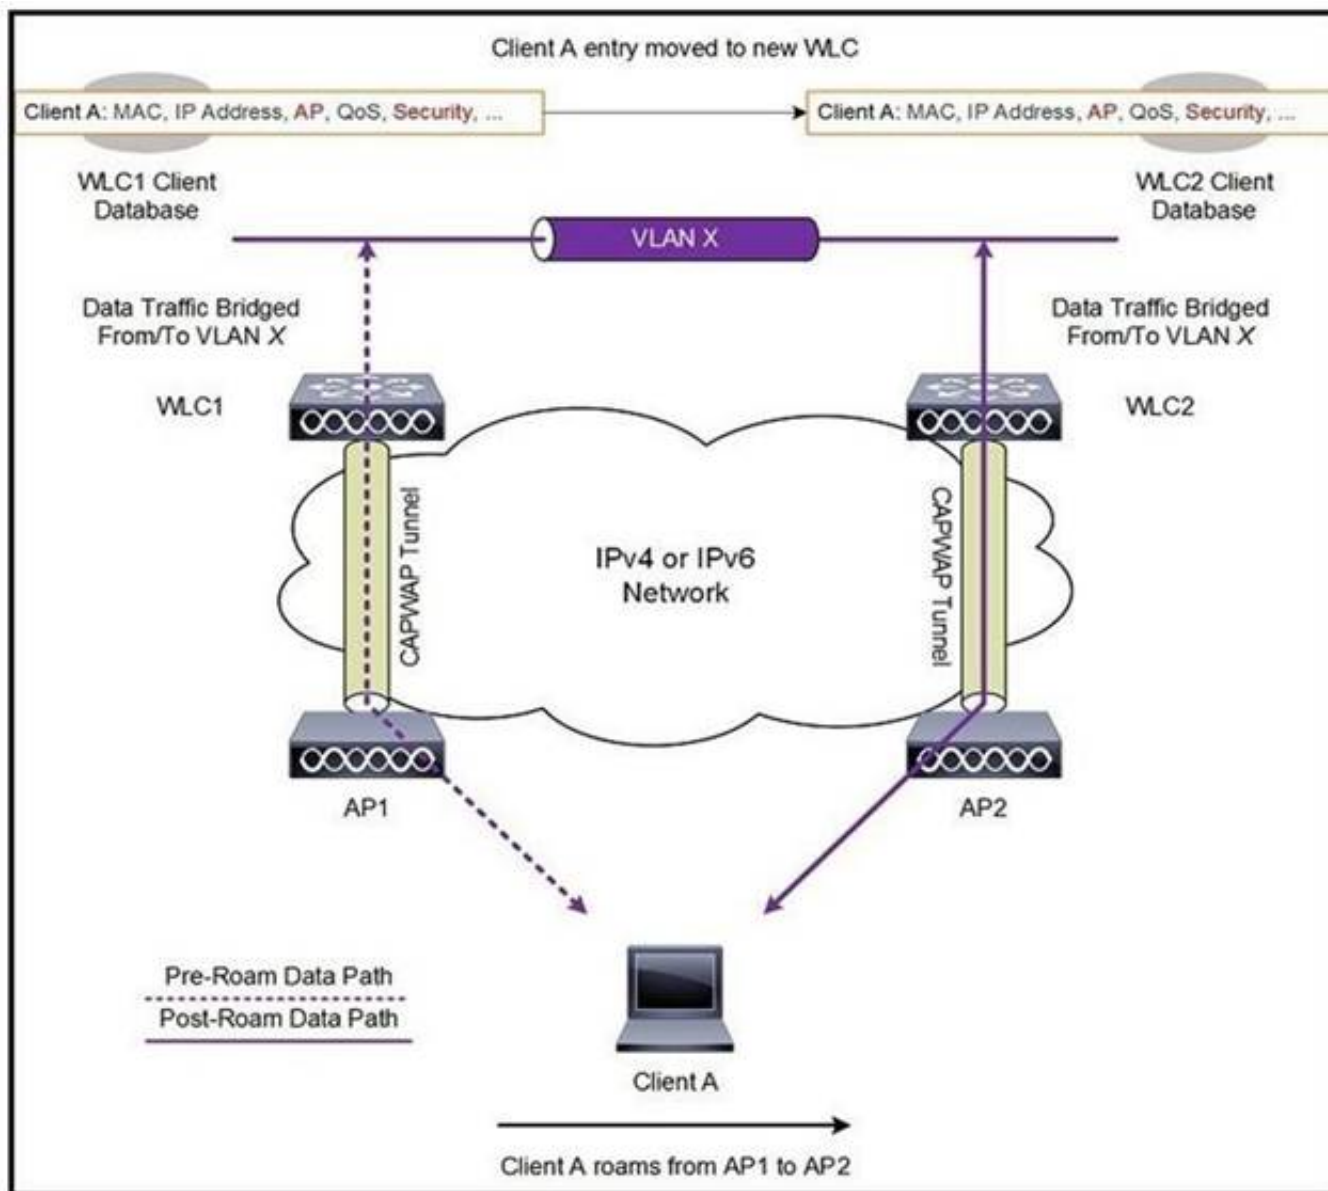 Client A entry moved to new WLC
Client A: MAC, IP Address, AP, QoS, Security, ...
Client A: MAC, IP Address, AP, QoS, Security, ...
WLC1 Client
Database
WLC2 Client
Database
VLAN X
Data Traffic Bridged
From/To VLAN X
Data Traffic Bridged
From/To VLAN X
WLC1
WLC2
CAPWAP Tunnel
IPv4 or IPv6
Network
CAPWAP Tunnel
AP1
AP2
Pre-Roam Data Path
Post-Roam Data Path
Client A
Client A roams from AP1 to AP2